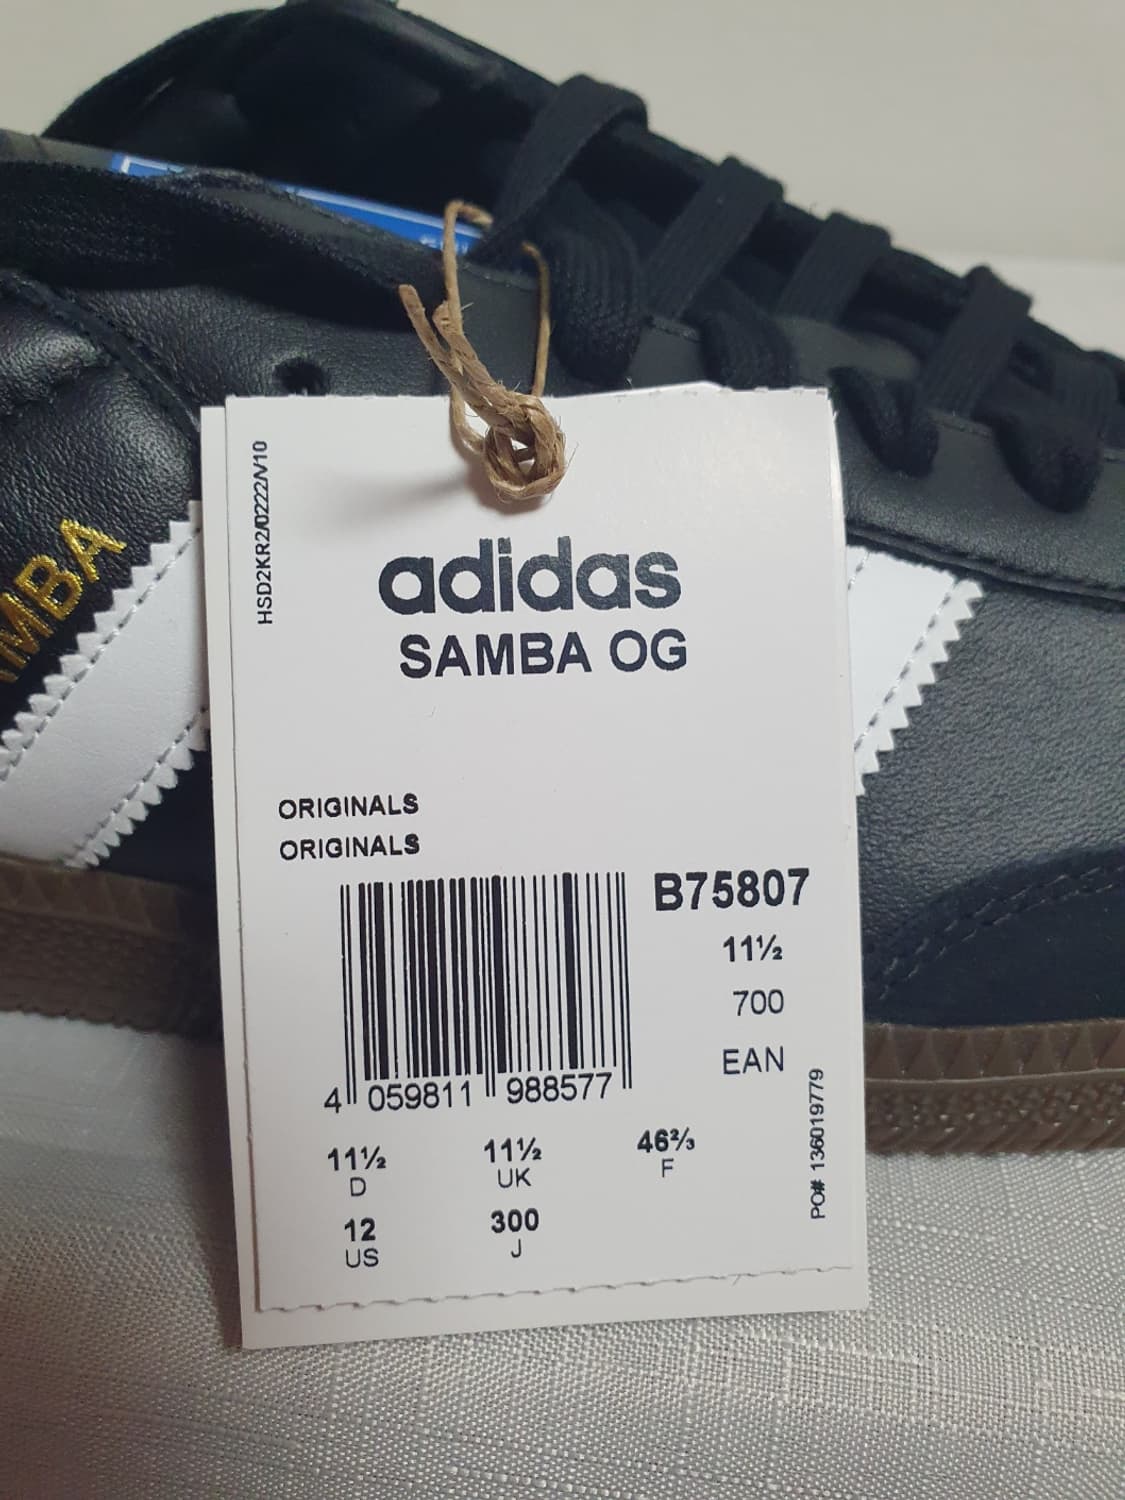 MBA
HSD2KR2/0222/V10
adidas
SAMBA OG
ORIGINALS
ORIGINALS
B75807
11½
700
EAN
4 059811 988577
11½ 11½ 46⅔
D UK F
12 300
US J
PO# 136019779